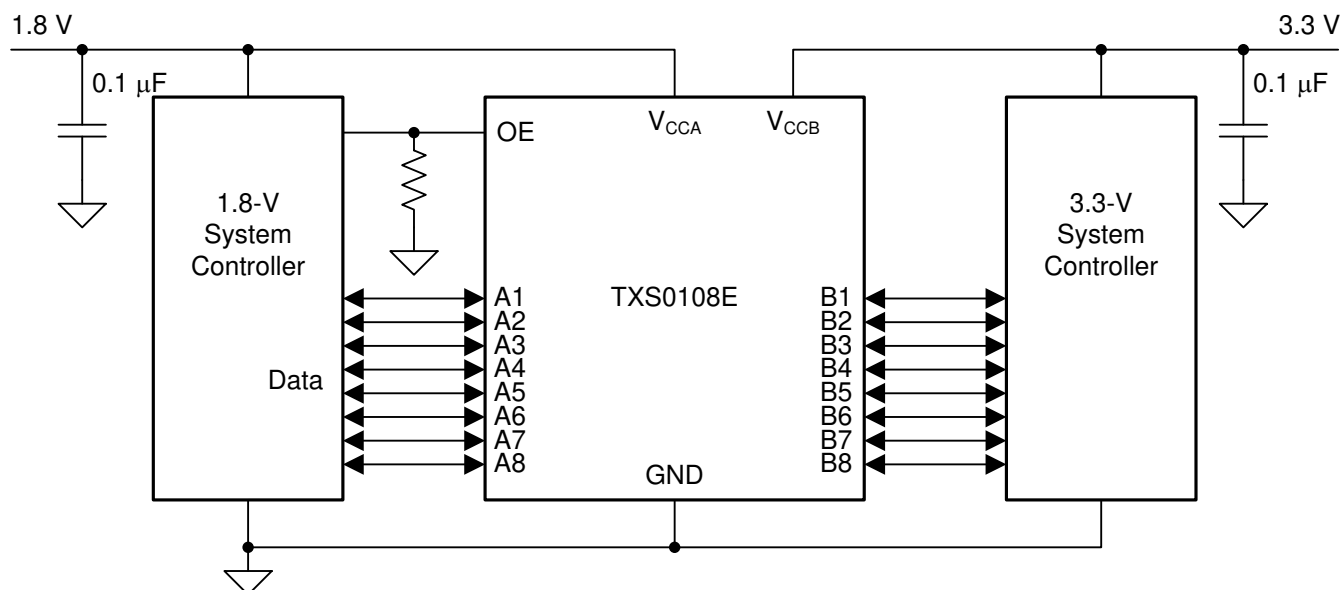 1.8 V
3.3 V
0.1 μF
0.1 μF
OE
VCCA
VCCB
1.8-V
System
Controller
3.3-V
System
Controller
TXS0108E
Data
A1
A2
A3
A4
A5
A6
A7
A8
B1
B2
B3
B4
B5
B6
B7
B8
GND